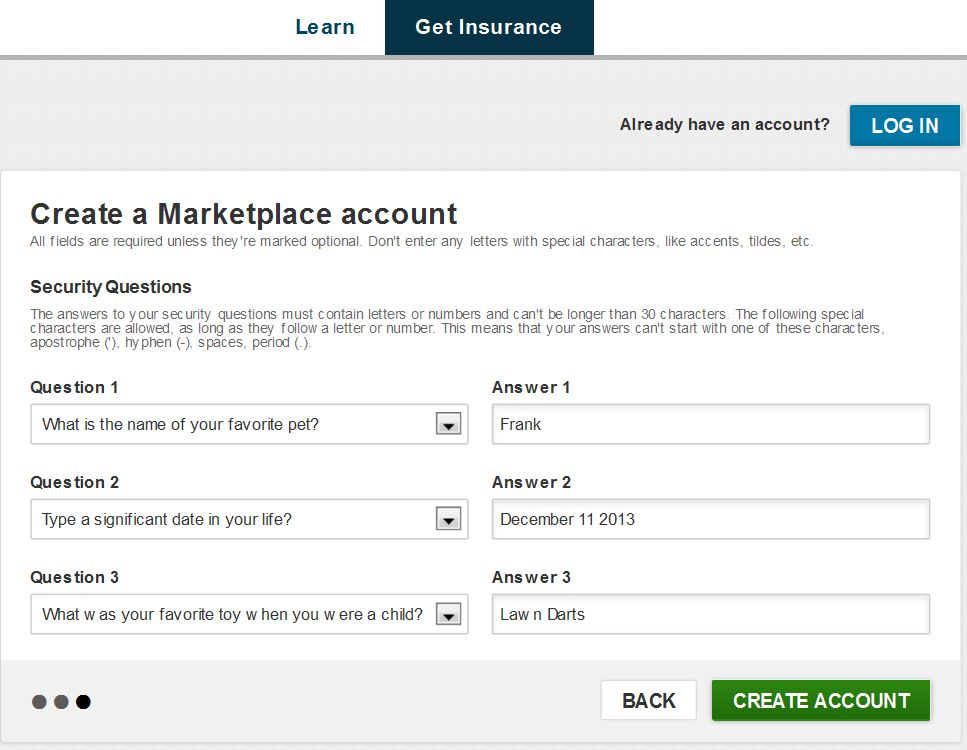 Learn Get Insurance
Already have an account? LOG IN
Create a Marketplace account
All fields are required unless they're marked optional. Don't enter any letters with special characters, like accents, tildes, etc.
Security Questions
The answers to your security questions must contain letters or numbers and can't be longer than 30 characters. The following special
characters are allowed, as long as they follow a letter or number. This means that your answers can't start with one of these characters,
apostrophe ('), hyphen (-), spaces, period (.).
Question 1 Answer 1
What is the name of your favorite pet? Frank
Question 2 Answer 2
Type a significant date in your life? December 11 2013
Question 3 Answer 3
What was your favorite toy when you were a child? Lawn Darts
BACK CREATE ACCOUNT